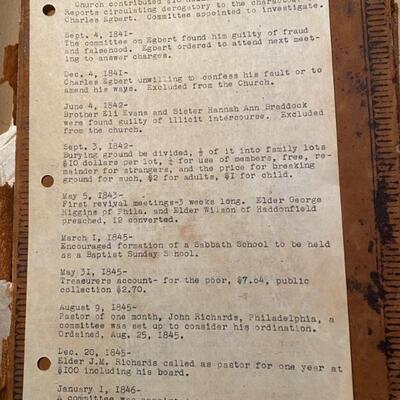 Church contributed $10
Reports circulating derogatory to the character of
Charles Egbert. Committee appointed to investigate.
Sept. 4, 1841-
The committee on Egbert found him guilty of fraud
and falsehood. Egbert ordered to attend next meet-
ing to answer charges.
Dec. 4, 1841-
Charles Egbert unwilling to confess his fault or to
amend his ways. Excluded from the Church.
June 4, 1842-
Brother Eli Evans and Sister Hannah Ann Braddock
were found guilty of illicit intercourse. Excluded
from the church.
Sept. 3, 1842-
Burying ground be divided, ½ of it into family lots
$10 dollars per lot, ¼ for use of members, free, re-
mainder for strangers, and the price for breaking
ground for such, $2 for adults, $1 for child.
May 5, 1843-
First revival meetings-3 weeks long. Elder George
Higgins of Phila. and Elder Wilson of Haddonfield
preached, 12 converted.
March 1, 1845-
Encouraged formation of a Sabbath School to be held
as a Baptist Sunday School.
May 31, 1845-
Treasurers account- for the poor, $7.64, public
collection $2.70.
August 9, 1845-
Pastor of one month, John Richards, Philadelphia, a
committee was set up to consider his ordination.
Ordained, Aug. 25, 1845.
Dec. 20, 1845-
Elder J.M. Richards called as pastor for one year at
$100 including his board.
January 1, 1846-
A committee was